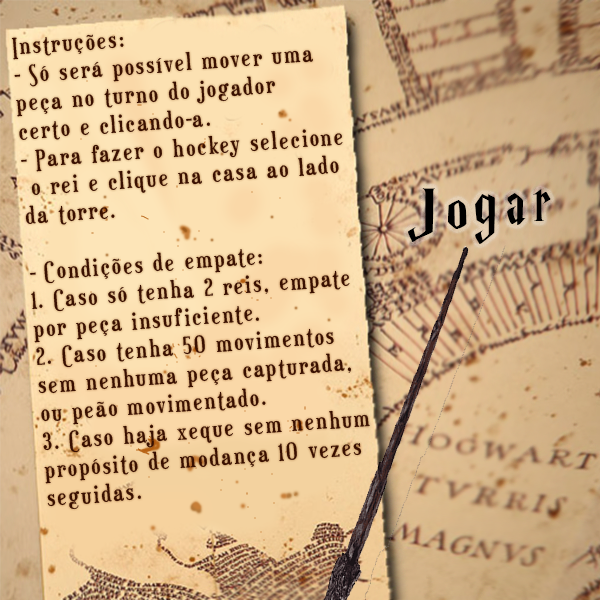 Instruções:
- Só será possível mover uma
peça no turno do jogador
certo e clicando-a.
- Para fazer o hockey selecione
o rei e clique na casa ao lado
da torre.
- Condições de empate:
1. Caso só tenha 2 reis, empate
por peça insuficiente.
2. Caso tenha 50 movimentos
sem nenhuma peça capturada,
ou peão movimentado.
3. Caso haja xeque sem nenhum
propósito de modança 10 vezes
seguidas.
Jogar
HOGWART
TVRRIS
MAGNVS